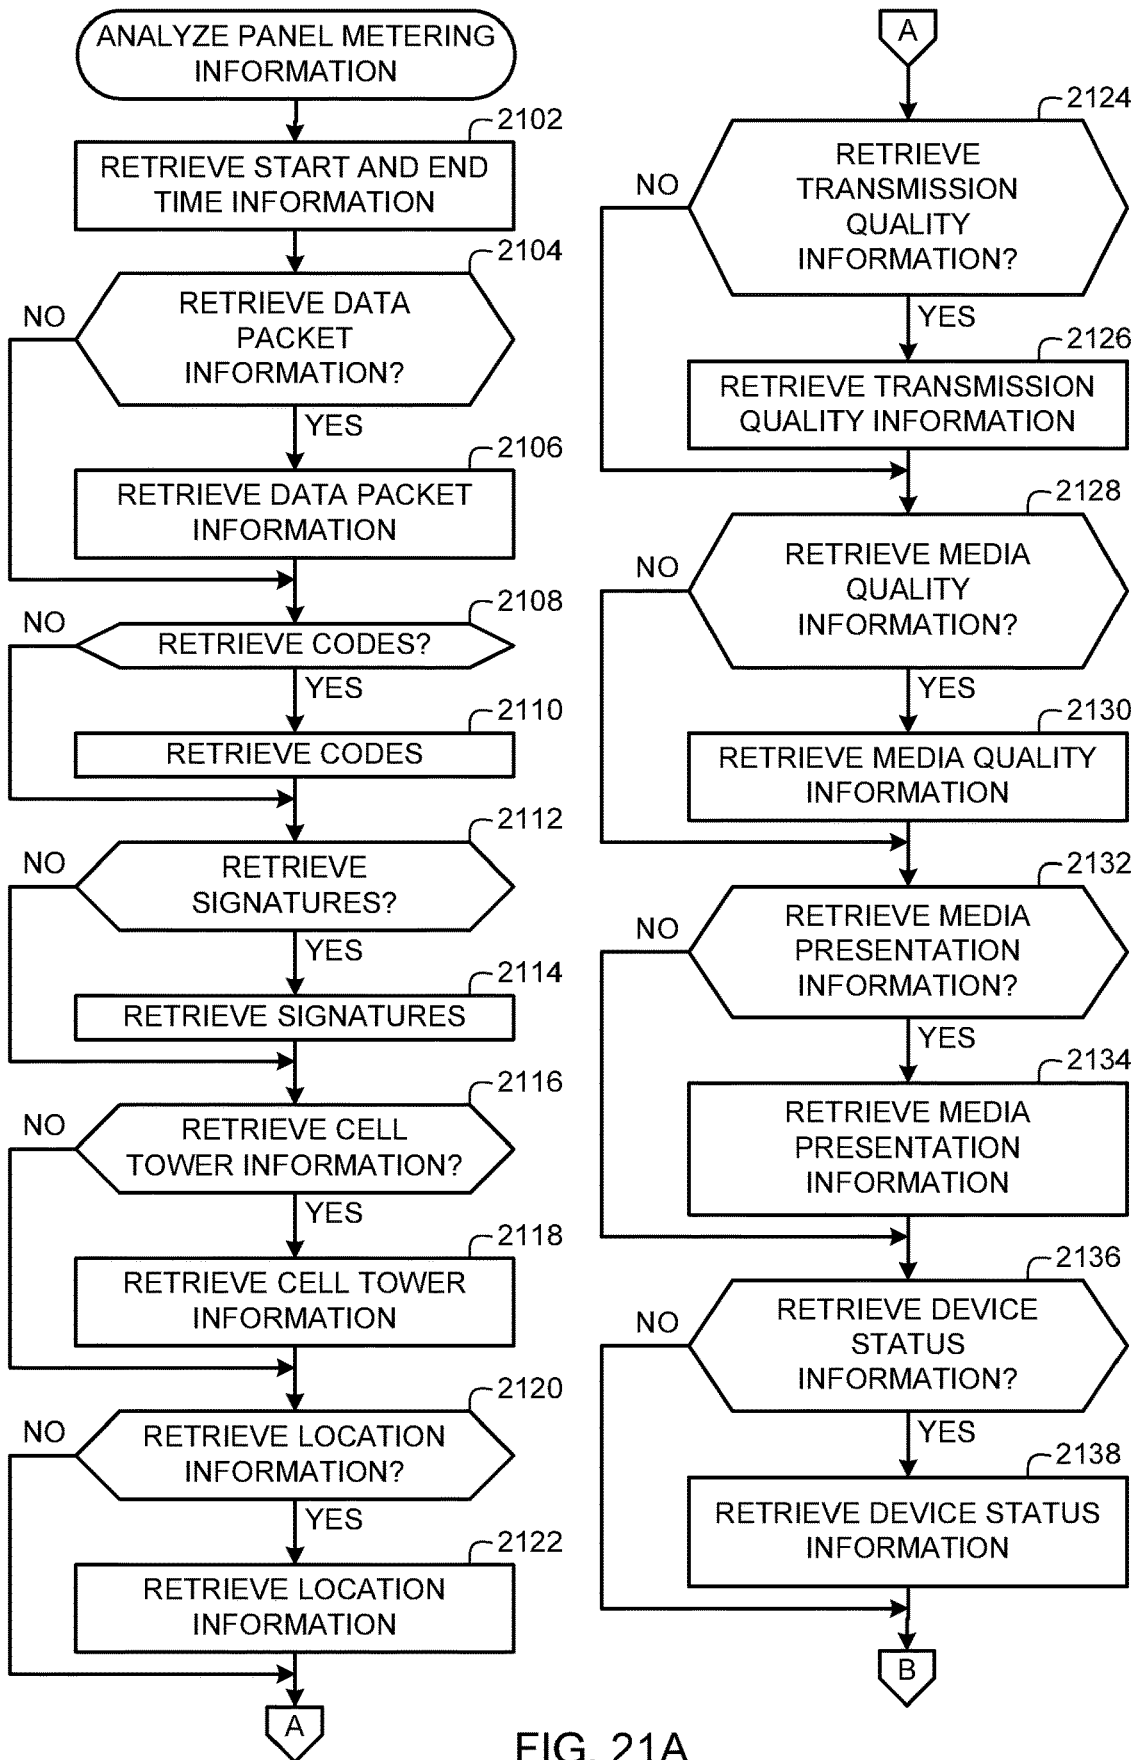 ANALYZE PANEL METERING
INFORMATION
2102
RETRIEVE START AND END
TIME INFORMATION
2104
RETRIEVE DATA
PACKET
INFORMATION?
NO
YES
2106
RETRIEVE DATA PACKET
INFORMATION
2108
NO
RETRIEVE CODES?
YES
2110
RETRIEVE CODES
2112
NO
RETRIEVE
SIGNATURES?
YES
2114
RETRIEVE SIGNATURES
2116
NO
RETRIEVE CELL
TOWER INFORMATION?
YES
2118
RETRIEVE CELL TOWER
INFORMATION
2120
NO
RETRIEVE LOCATION
INFORMATION?
YES
2122
RETRIEVE LOCATION
INFORMATION
A
A
2124
RETRIEVE
TRANSMISSION
QUALITY
INFORMATION?
NO
YES
2126
RETRIEVE TRANSMISSION
QUALITY INFORMATION
2128
NO
RETRIEVE MEDIA
QUALITY
INFORMATION?
YES
2130
RETRIEVE MEDIA QUALITY
INFORMATION
2132
NO
RETRIEVE MEDIA
PRESENTATION
INFORMATION?
YES
2134
RETRIEVE MEDIA
PRESENTATION
INFORMATION
2136
NO
RETRIEVE DEVICE
STATUS
INFORMATION?
YES
2138
RETRIEVE DEVICE STATUS
INFORMATION
B
FIG. 21A